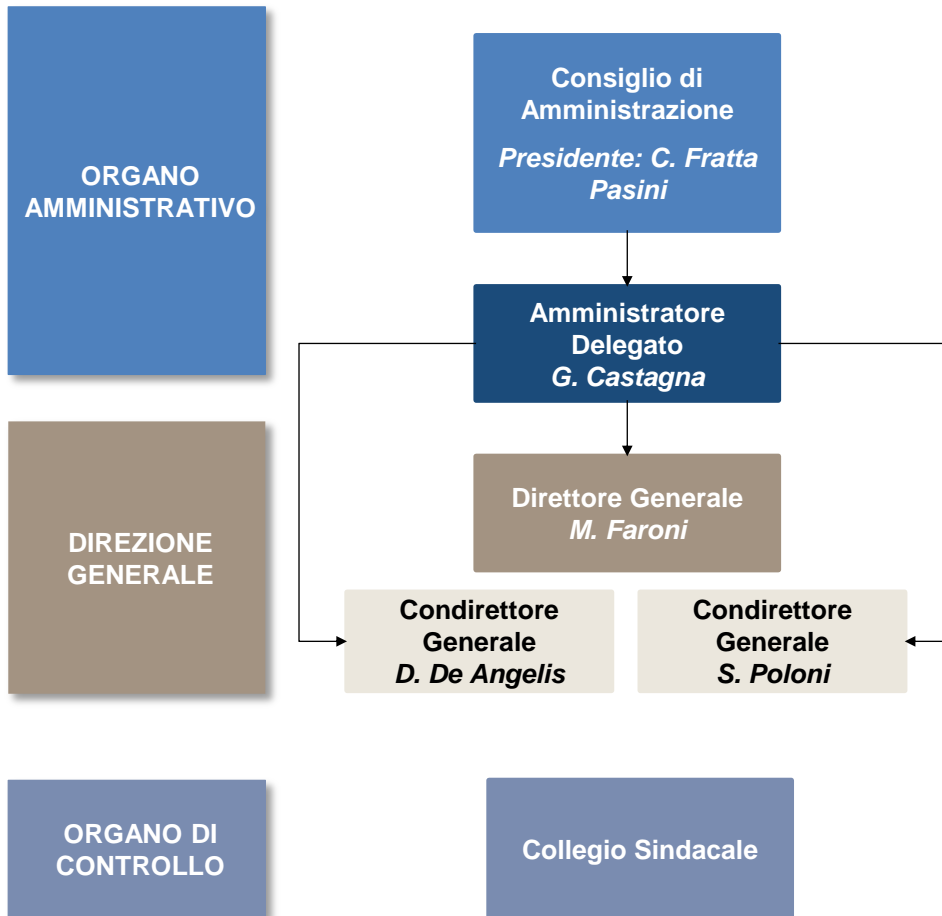 ORGANO
AMMINISTRATIVO
Consiglio di
Amministrazione
Presidente: C. Fratta
Pasini
Amministratore
Delegato
G. Castagna
DIREZIONE
GENERALE
Direttore Generale
M. Faroni
Condirettore
Generale
D. De Angelis
Condirettore
Generale
S. Poloni
ORGANO DI
CONTROLLO
Collegio Sindacale